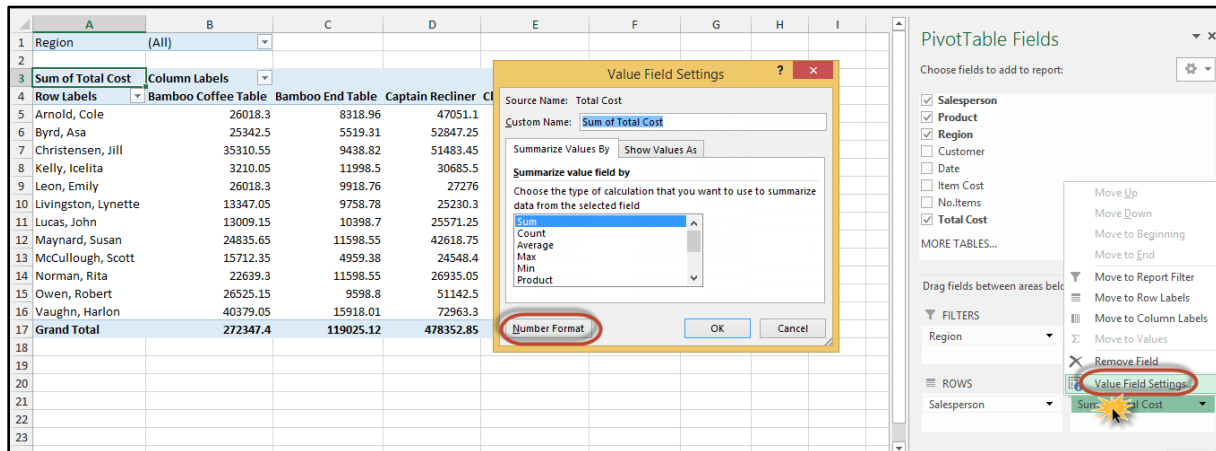 A B C D E F G H I
1 Region (All)
2
3 Sum of Total Cost Column Labels
4 Row Labels Bamboo Coffee Table Bamboo End Table Captain Recliner
5 Arnold, Cole 26018.3 8318.96 47051.1
6 Byrd, Asa 25342.5 5519.31 52847.25
7 Christensen, Jill 35310.55 9438.82 51483.45
8 Kelly, Icelita 3210.05 11998.5 30685.5
9 Leon, Emily 26018.3 9918.76 27276
10 Livingston, Lynette 13347.05 9758.78 25230.3
11 Lucas, John 13009.15 10398.7 25571.25
12 Maynard, Susan 24835.65 11598.55 42618.75
13 McCullough, Scott 15712.35 4959.38 24548.4
14 Norman, Rita 22639.3 11598.55 26935.05
15 Owen, Robert 26525.15 9598.8 51142.5
16 Vaughn, Harlon 40379.05 15918.01 72963.3
17 Grand Total 272347.4 119025.12 478352.85
18
19
20
21
22
23
Value Field Settings ?
Source Name: Total Cost
Custom Name: Sum of Total Cost
Summarize Values By Show Values As
Summarize value field by
Choose the type of calculation that you want to use to summarize
data from the selected field
Sum
Count
Average
Max
Min
Product
Number Format OK Cancel
PivotTable Fields
Choose fields to add to report:
Salesperson
Product
Region
Customer
Date
Item Cost
No.Items
Total Cost
MORE TABLES...
Drag fields between areas
FILTERS
Region
ROWS
Salesperson
Move Up
Move Down
Move to Beginning
Move to End
Move to Report Filter
Move to Row Labels
Move to Column Labels
Σ Move to Values
Remove Field
Value Field Settings...
Cost